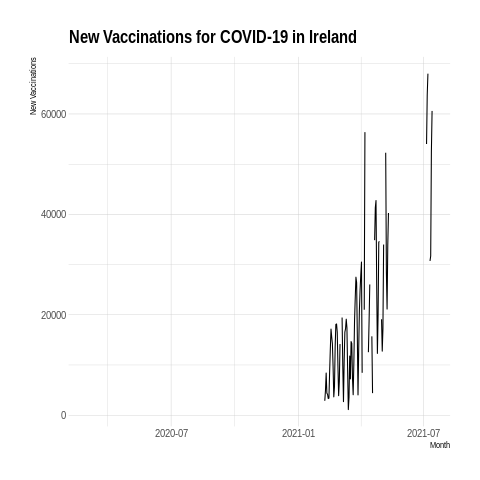 New Vaccinations for COVID-19 in Ireland
New Vaccinations
60000
40000
20000
0
2020-07
2021-01
2021-07
Month